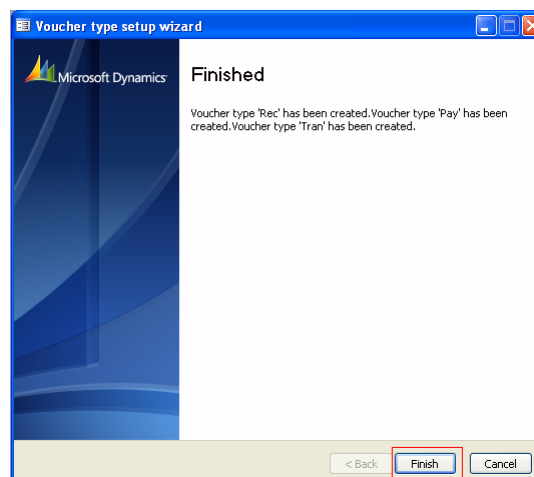 Voucher type setup wizard
Microsoft Dynamics
Finished
Voucher type 'Rec' has been created.Voucher type 'Pay' has been
created.Voucher type 'Tran' has been created.
< Back Finish Cancel